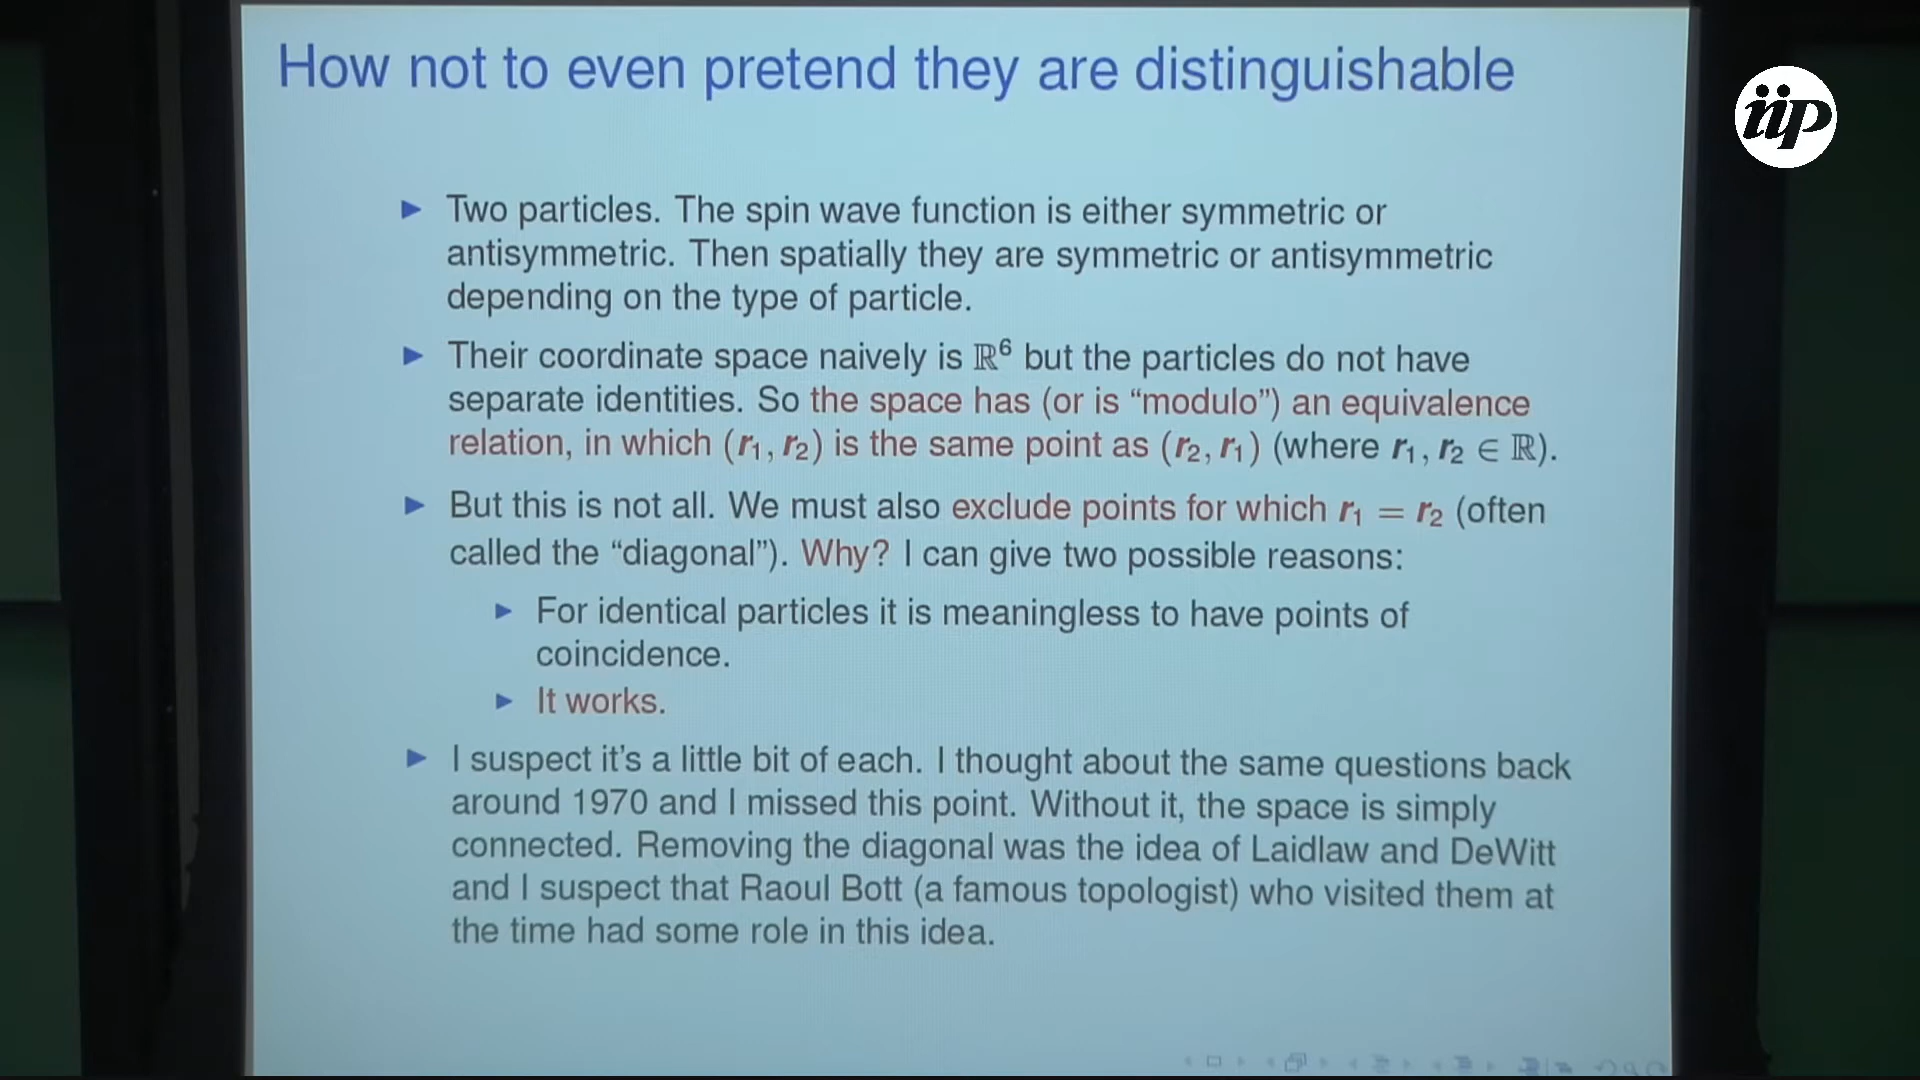 How not to even pretend they are distinguishable
iip
▶ Two particles. The spin wave function is either symmetric or
antisymmetric. Then spatially they are symmetric or antisymmetric
depending on the type of particle.
▶ Their coordinate space naively is ℝ⁶ but the particles do not have
separate identities. So the space has (or is “modulo”) an equivalence
relation, in which (r₁, r₂) is the same point as (r₂, r₁) (where r₁, r₂ ∈ ℝ).
▶ But this is not all. We must also exclude points for which r₁ = r₂ (often
called the “diagonal”). Why? I can give two possible reasons:
▶ For identical particles it is meaningless to have points of
coincidence.
▶ It works.
▶ I suspect it’s a little bit of each. I thought about the same questions back
around 1970 and I missed this point. Without it, the space is simply
connected. Removing the diagonal was the idea of Laidlaw and DeWitt
and I suspect that Raoul Bott (a famous topologist) who visited them at
the time had some role in this idea.